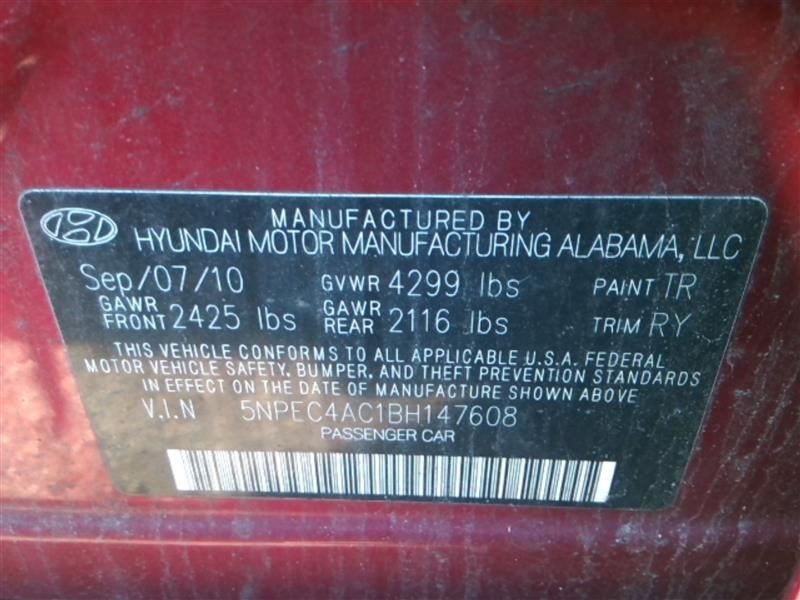 MANUFACTURED BY
HYUNDAI MOTOR MANUFACTURING ALABAMA, LLC
Sep/07/10 GVWR 4299 lbs PAINT TR
GAWR FRONT 2425 lbs GAWR REAR 2116 lbs TRIM RY
THIS VEHICLE CONFORMS TO ALL APPLICABLE U.S.A. FEDERAL
MOTOR VEHICLE SAFETY, BUMPER, AND THEFT PREVENTION STANDARDS
IN EFFECT ON THE DATE OF MANUFACTURE SHOWN ABOVE
V.I.N 5NPEC4AC1BH147608
PASSENGER CAR